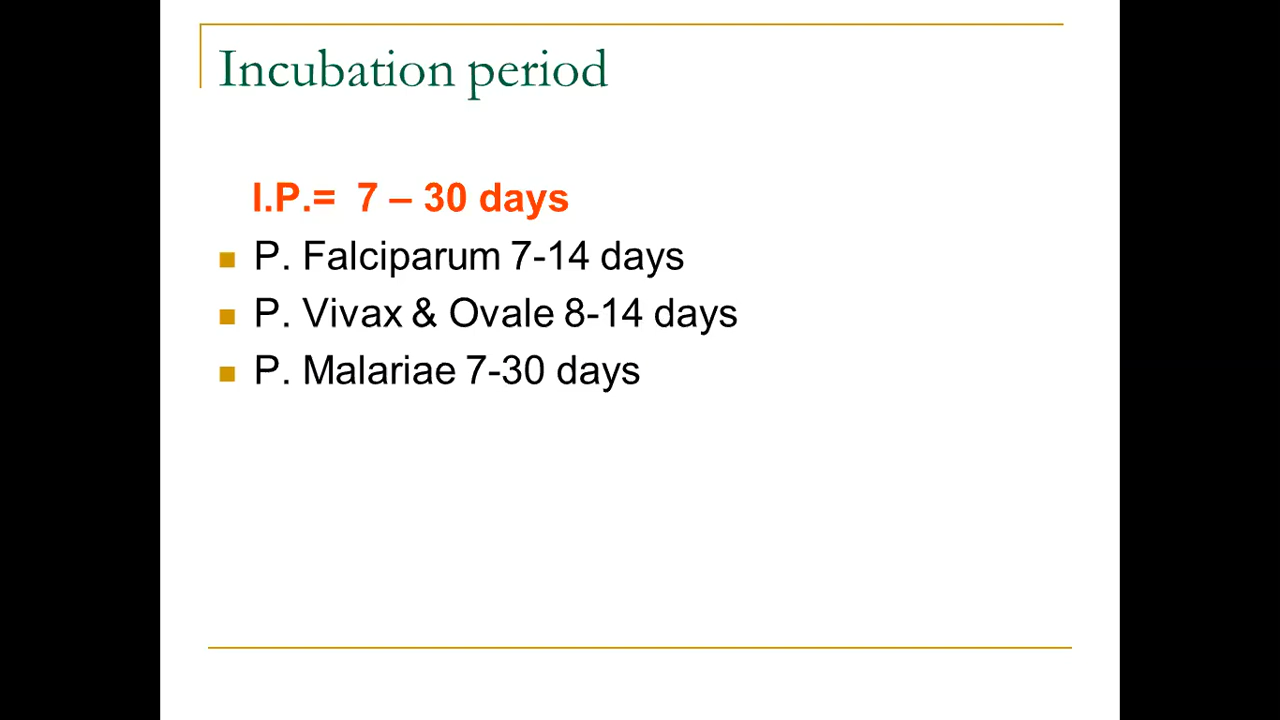 Incubation period
I.P.= 7 – 30 days
P. Falciparum 7-14 days
P. Vivax & Ovale 8-14 days
P. Malariae 7-30 days